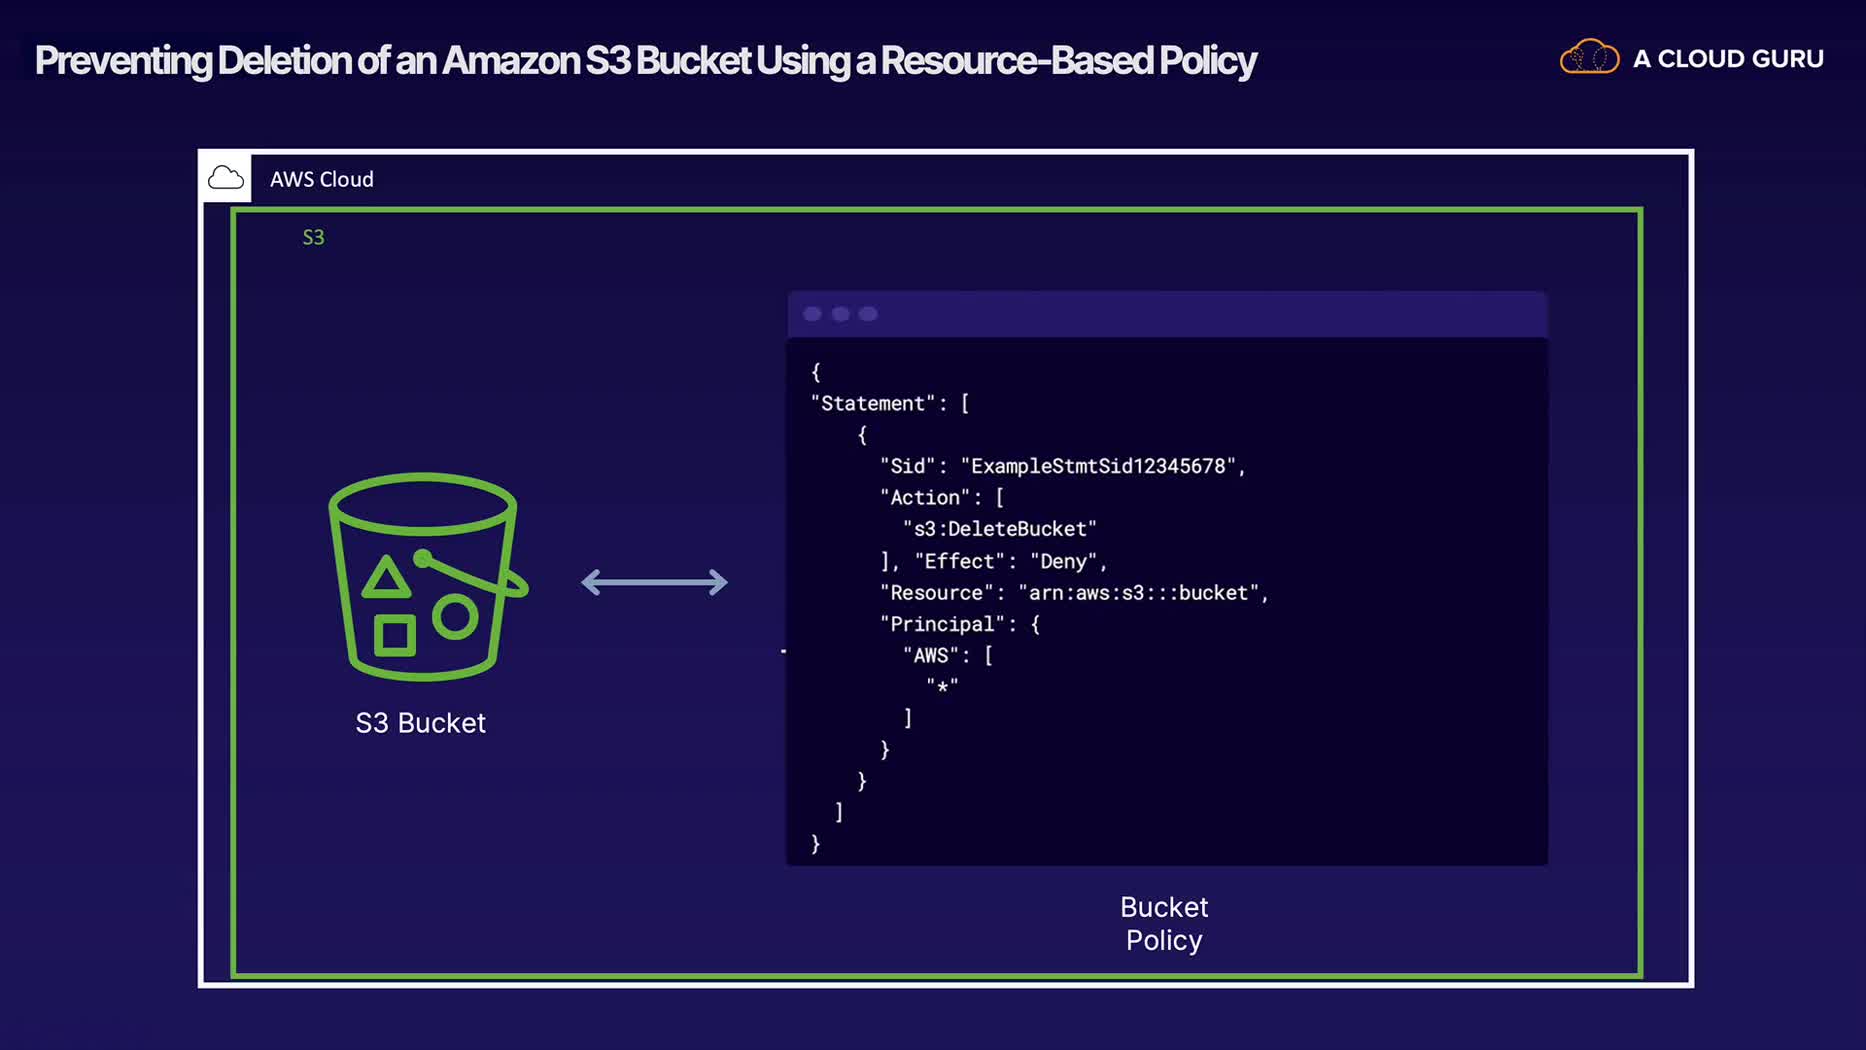 Preventing Deletion of an Amazon S3 Bucket Using a Resource-Based Policy
A CLOUD GURU
AWS Cloud
S3
{
"Statement": [
{
"Sid": "ExampleStmtSid12345678",
"Action": [
"s3:DeleteBucket"
], "Effect": "Deny",
"Resource": "arn:aws:s3:::bucket",
"Principal": {
"AWS": [
"*"
]
}
}
]
}
S3 Bucket
Bucket
Policy